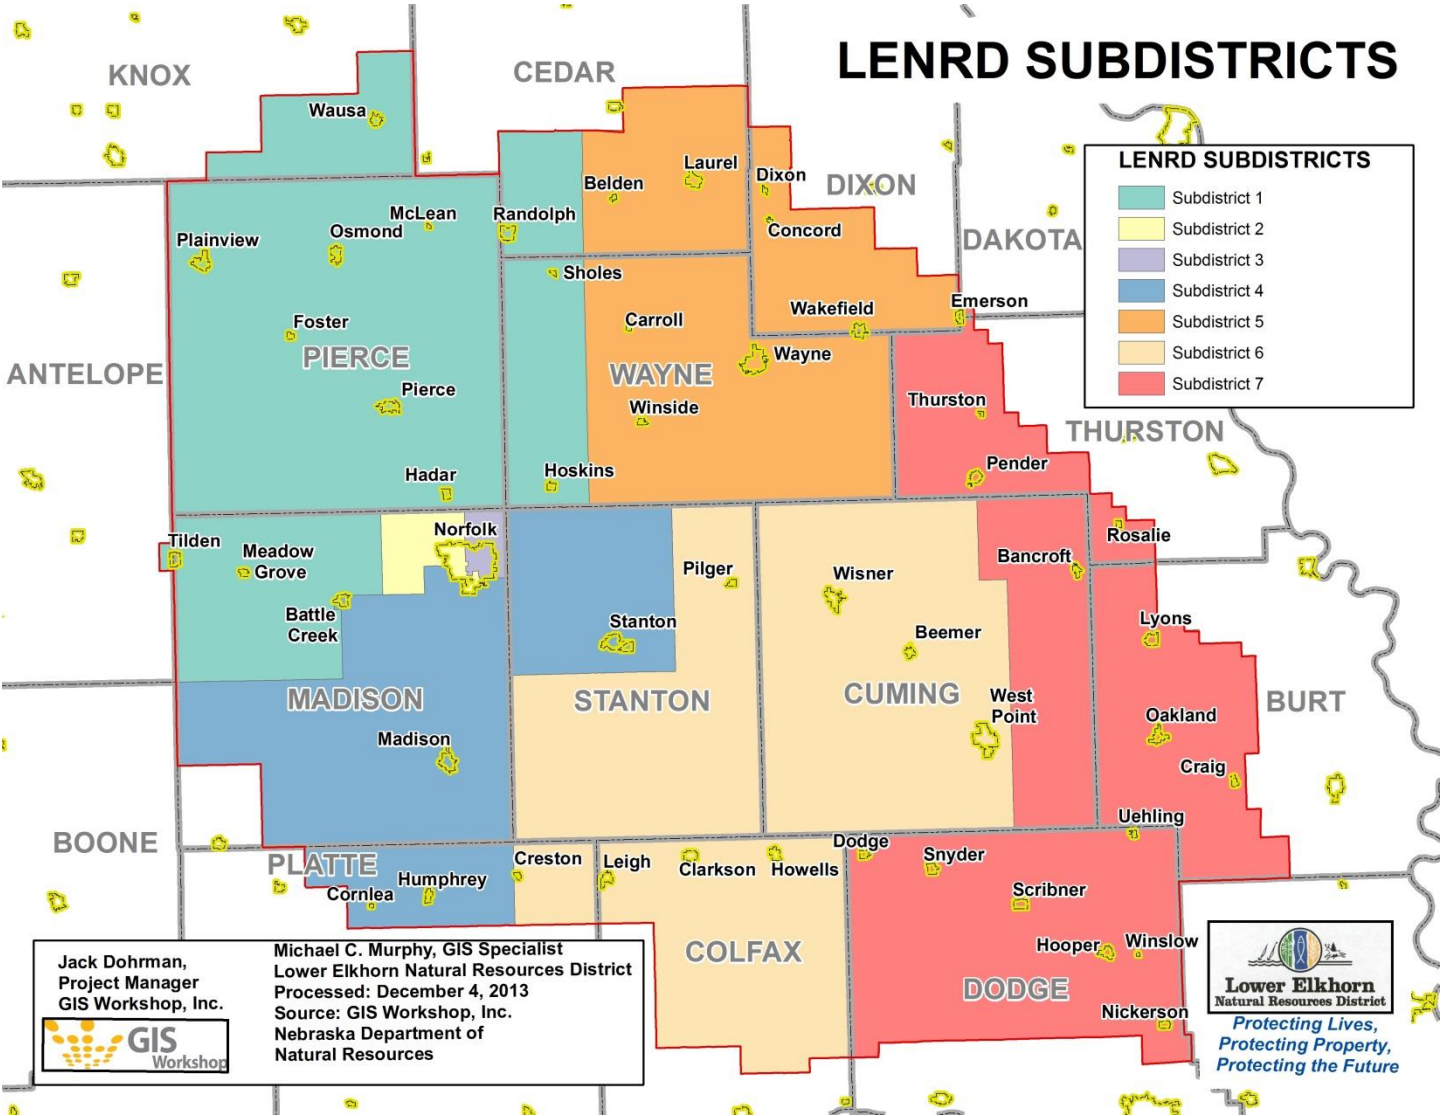 LENRD SUBDISTRICTS
KNOX
CEDAR
Wausa
LENRD SUBDISTRICTS
Subdistrict 1
Subdistrict 2
Subdistrict 3
Subdistrict 4
Subdistrict 5
Subdistrict 6
Subdistrict 7
Laurel
Belden
Dixon
DIXON
McLean
Randolph
Osmond
Plainview
Concord
DAKOTA
Sholes
Foster
Carroll
Wakefield
Emerson
PIERCE
Wayne
ANTELOPE
WAYNE
Pierce
Winside
Thurston
THURSTON
Hadar
Hoskins
Pender
Norfolk
Tilden
Meadow
Grove
Rosalie
Bancroft
Pilger
Wisner
Battle
Creek
Stanton
Beemer
Lyons
MADISON
STANTON
CUMING
West
Point
BURT
Oakland
Madison
Craig
Uehling
BOONE
PLATTE
Creston
Leigh
Clarkson
Howells
Dodge
Snyder
Cornlea
Humphrey
Scribner
COLFAX
Hooper
Winslow
DODGE
Nickerson
Jack Dohrman,
Project Manager
GIS Workshop, Inc.
GIS
Workshop
Michael C. Murphy, GIS Specialist
Lower Elkhorn Natural Resources District
Processed: December 4, 2013
Source: GIS Workshop, Inc.
Nebraska Department of
Natural Resources
Lower Elkhorn
Natural Resources District
Protecting Lives,
Protecting Property,
Protecting the Future